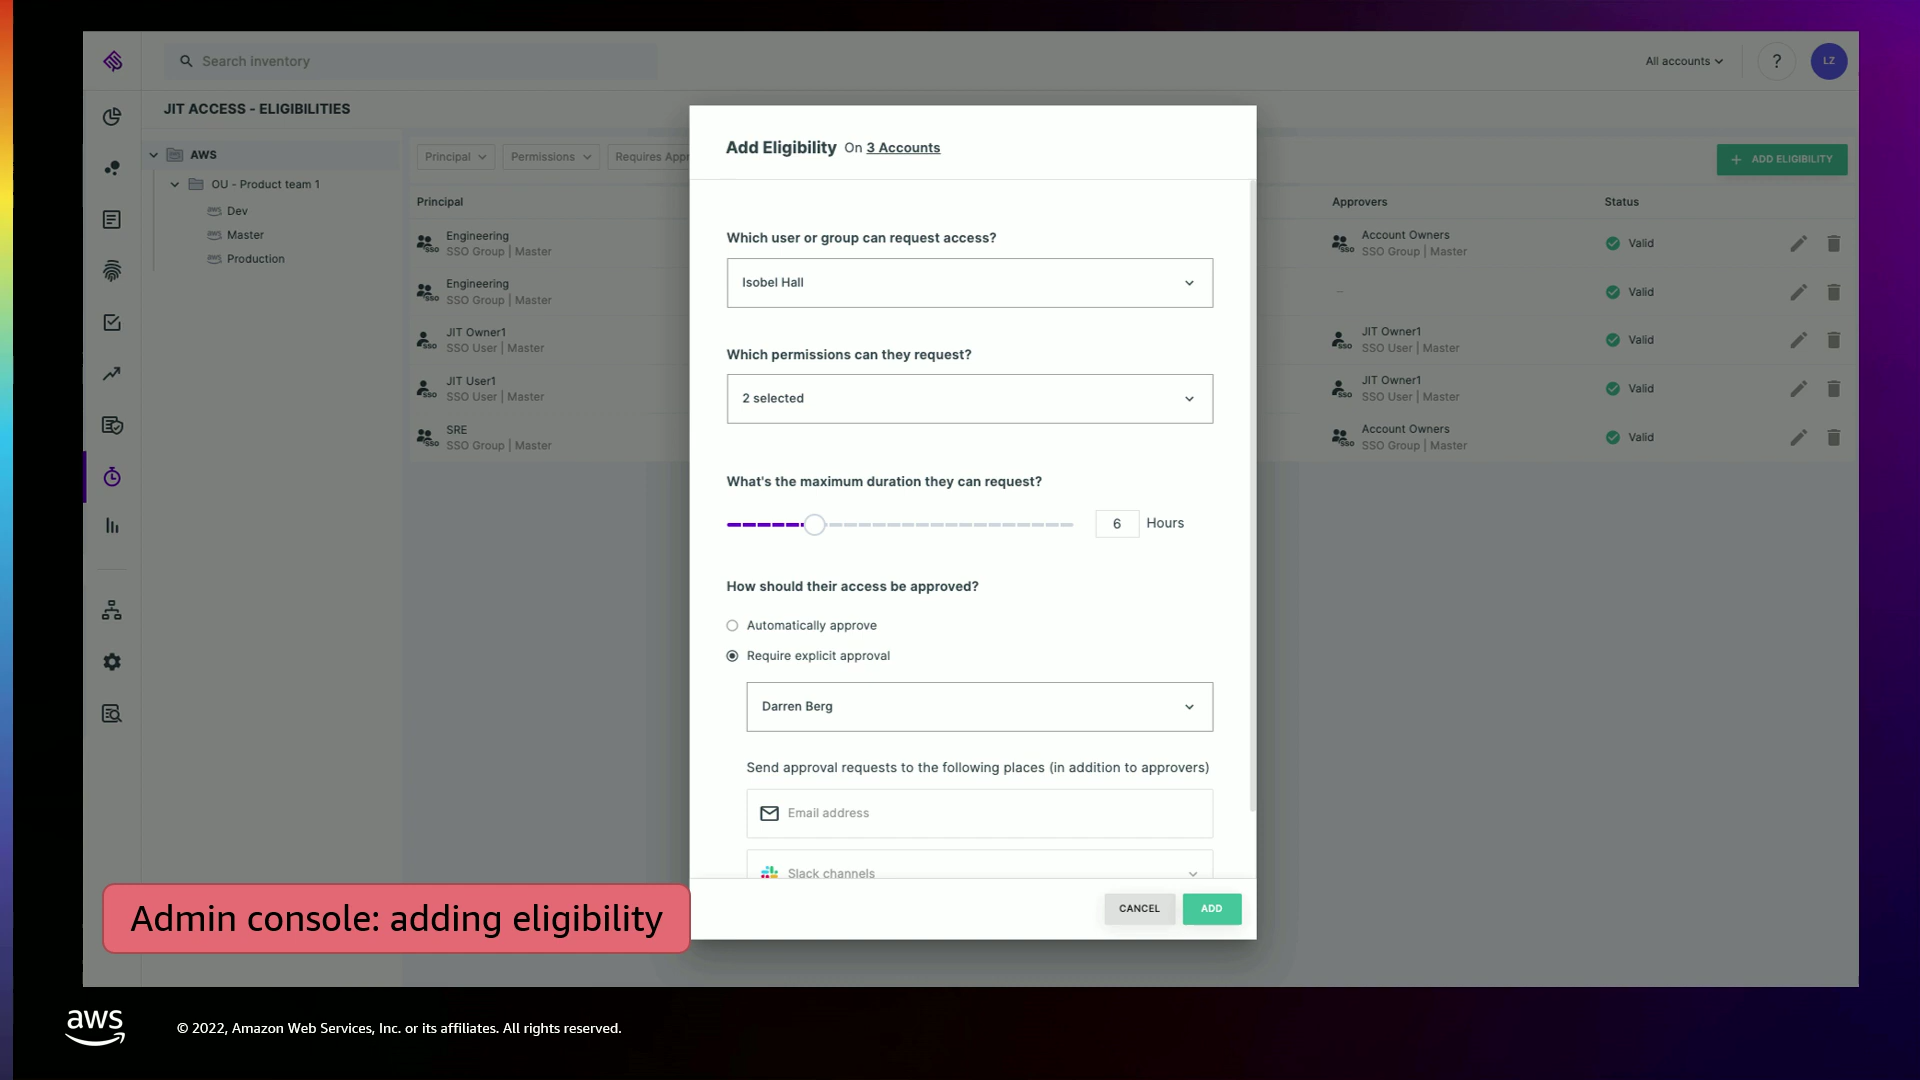 Search inventory
All accounts
?
LZ
JIT ACCESS - ELIGIBILITIES
AWS
OU - Product team 1
Dev
Master
Production
Principal
Permissions
Requires Appr
ADD ELIGIBILITY
Principal
Approvers
Status
Engineering
SSO Group | Master
Account Owners
SSO Group | Master
Valid
Engineering
SSO Group | Master
–
Valid
JIT Owner1
SSO User | Master
JIT Owner1
SSO User | Master
Valid
JIT User1
SSO User | Master
JIT Owner1
SSO User | Master
Valid
SRE
SSO Group | Master
Account Owners
SSO Group | Master
Valid
Add Eligibility On 3 Accounts
Which user or group can request access?
Isobel Hall
Which permissions can they request?
2 selected
What's the maximum duration they can request?
6 Hours
How should their access be approved?
Automatically approve
Require explicit approval
Darren Berg
Send approval requests to the following places (in addition to approvers)
Email address
Slack channels
CANCEL
ADD
Admin console: adding eligibility
aws
© 2022, Amazon Web Services, Inc. or its affiliates. All rights reserved.